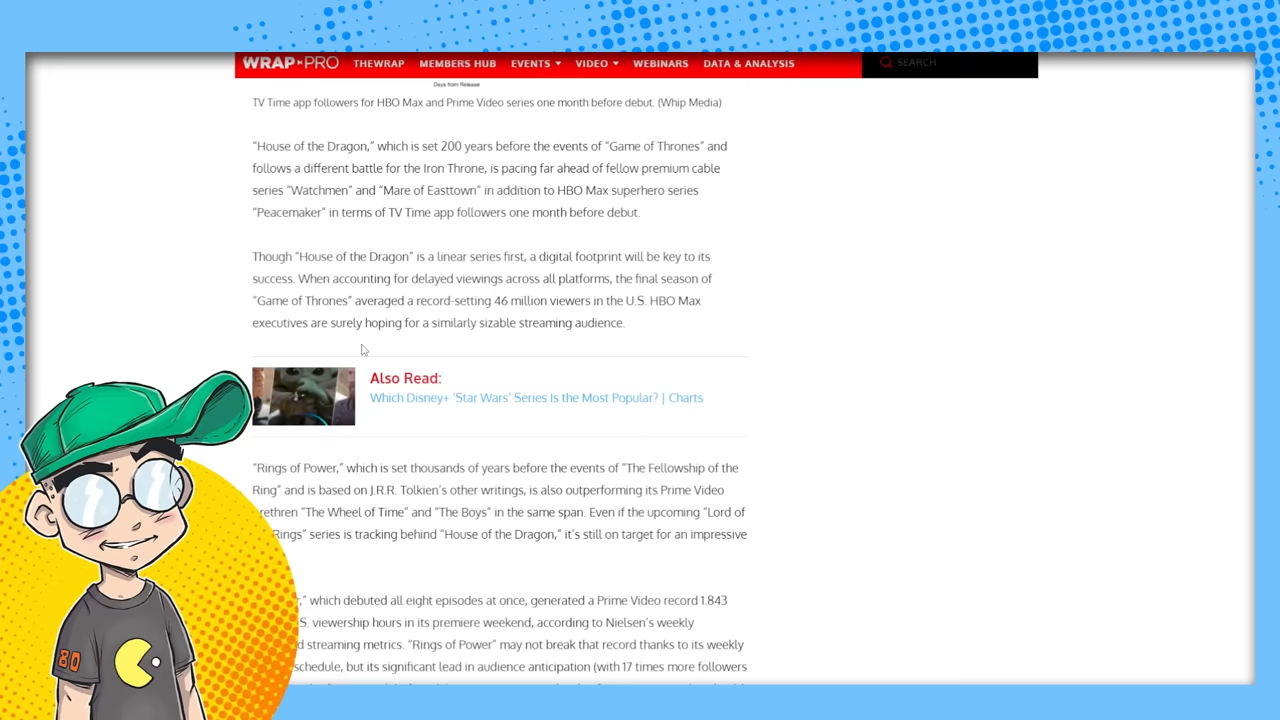 WRAP PRO THEWRAP MEMBERS HUB EVENTS VIDEO WEBINARS DATA & ANALYSIS SEARCH
Days from Release
TV Time app followers for HBO Max and Prime Video series one month before debut. (Whip Media)
“House of the Dragon,” which is set 200 years before the events of “Game of Thrones” and
follows a different battle for the Iron Throne, is pacing far ahead of fellow premium cable
series “Watchmen” and “Mare of Easttown” in addition to HBO Max superhero series
“Peacemaker” in terms of TV Time app followers one month before debut.
Though “House of the Dragon” is a linear series first, a digital footprint will be key to its
success. When accounting for delayed viewings across all platforms, the final season of
“Game of Thrones” averaged a record-setting 46 million viewers in the U.S. HBO Max
executives are surely hoping for a similarly sizable streaming audience.
Also Read:
Which Disney+ ‘Star Wars’ Series Is the Most Popular? | Charts
“Rings of Power,” which is set thousands of years before the events of “The Fellowship of the
Ring” and is based on J.R.R. Tolkien’s other writings, is also outperforming its Prime Video
rethren “The Wheel of Time” and “The Boys” in the same span. Even if the upcoming “Lord of
Rings” series is tracking behind “House of the Dragon,” it’s still on target for an impressive
,” which debuted all eight episodes at once, generated a Prime Video record 1.843
S. viewership hours in its premiere weekend, according to Nielsen’s weekly
d streaming metrics. “Rings of Power” may not break that record thanks to its weekly
schedule, but its significant lead in audience anticipation (with 17 times more followers
80